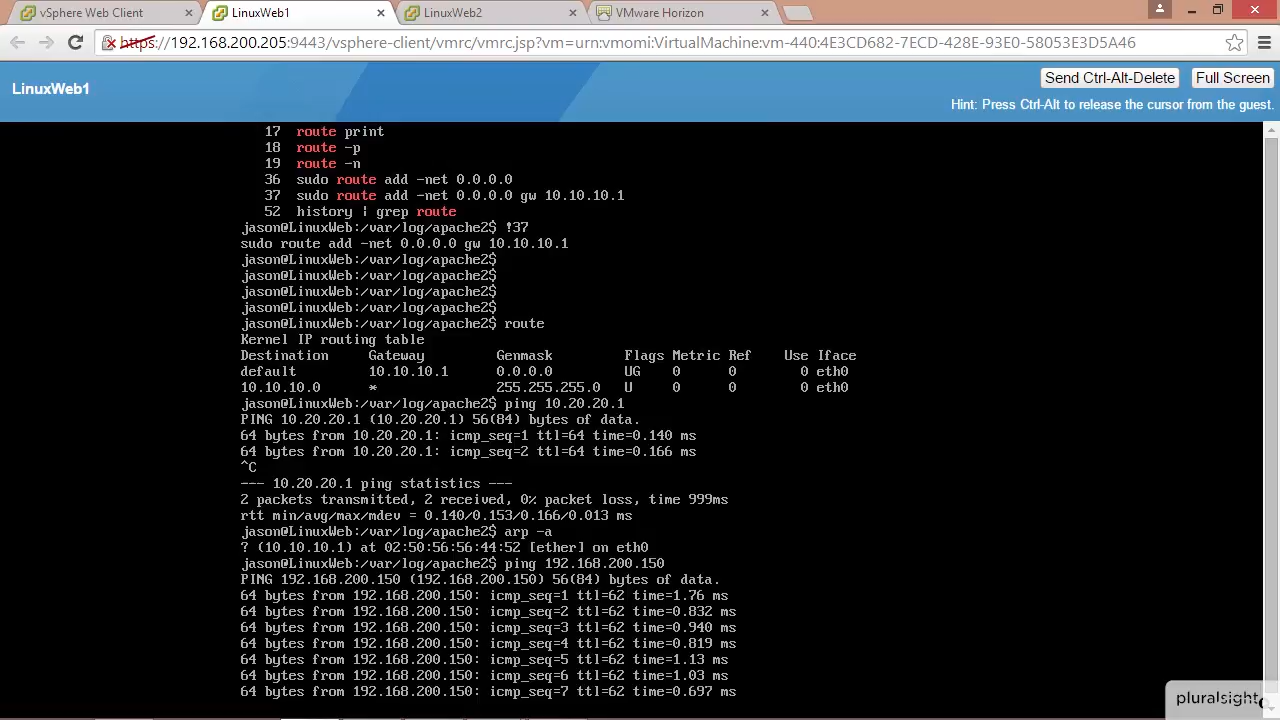 vSphere Web Client
LinuxWeb1
LinuxWeb2
VMware Horizon
https://192.168.200.205:9443/vsphere-client/vmrc/vmrc.jsp?vm=urn:vmomi:VirtualMachine:vm-440:4E3CD682-7ECD-428E-93E0-58053E3D5A46
LinuxWeb1
Send Ctrl-Alt-Delete
Full Screen
Hint: Press Ctrl-Alt to release the cursor from the guest.
17 route print
18 route -p
19 route -n
36 sudo route add -net 0.0.0.0
37 sudo route add -net 0.0.0.0 gw 10.10.10.1
52 history | grep route
jason@LinuxWeb:/var/log/apache2$ !37
sudo route add -net 0.0.0.0 gw 10.10.10.1
jason@LinuxWeb:/var/log/apache2$
jason@LinuxWeb:/var/log/apache2$
jason@LinuxWeb:/var/log/apache2$
jason@LinuxWeb:/var/log/apache2$
jason@LinuxWeb:/var/log/apache2$ route
Kernel IP routing table
Destination Gateway Genmask Flags Metric Ref Use Iface
default 10.10.10.1 0.0.0.0 UG 0 0 0 eth0
10.10.10.0 * 255.255.255.0 U 0 0 0 eth0
jason@LinuxWeb:/var/log/apache2$ ping 10.20.20.1
PING 10.20.20.1 (10.20.20.1) 56(84) bytes of data.
64 bytes from 10.20.20.1: icmp_seq=1 ttl=64 time=0.140 ms
64 bytes from 10.20.20.1: icmp_seq=2 ttl=64 time=0.166 ms
^C
--- 10.20.20.1 ping statistics ---
2 packets transmitted, 2 received, 0% packet loss, time 999ms
rtt min/avg/max/mdev = 0.140/0.153/0.166/0.013 ms
jason@LinuxWeb:/var/log/apache2$ arp -a
? (10.10.10.1) at 02:50:56:56:44:52 [ether] on eth0
jason@LinuxWeb:/var/log/apache2$ ping 192.168.200.150
PING 192.168.200.150 (192.168.200.150) 56(84) bytes of data.
64 bytes from 192.168.200.150: icmp_seq=1 ttl=62 time=1.76 ms
64 bytes from 192.168.200.150: icmp_seq=2 ttl=62 time=0.832 ms
64 bytes from 192.168.200.150: icmp_seq=3 ttl=62 time=0.940 ms
64 bytes from 192.168.200.150: icmp_seq=4 ttl=62 time=0.819 ms
64 bytes from 192.168.200.150: icmp_seq=5 ttl=62 time=1.13 ms
64 bytes from 192.168.200.150: icmp_seq=6 ttl=62 time=1.03 ms
64 bytes from 192.168.200.150: icmp_seq=7 ttl=62 time=0.697 ms
pluralsight